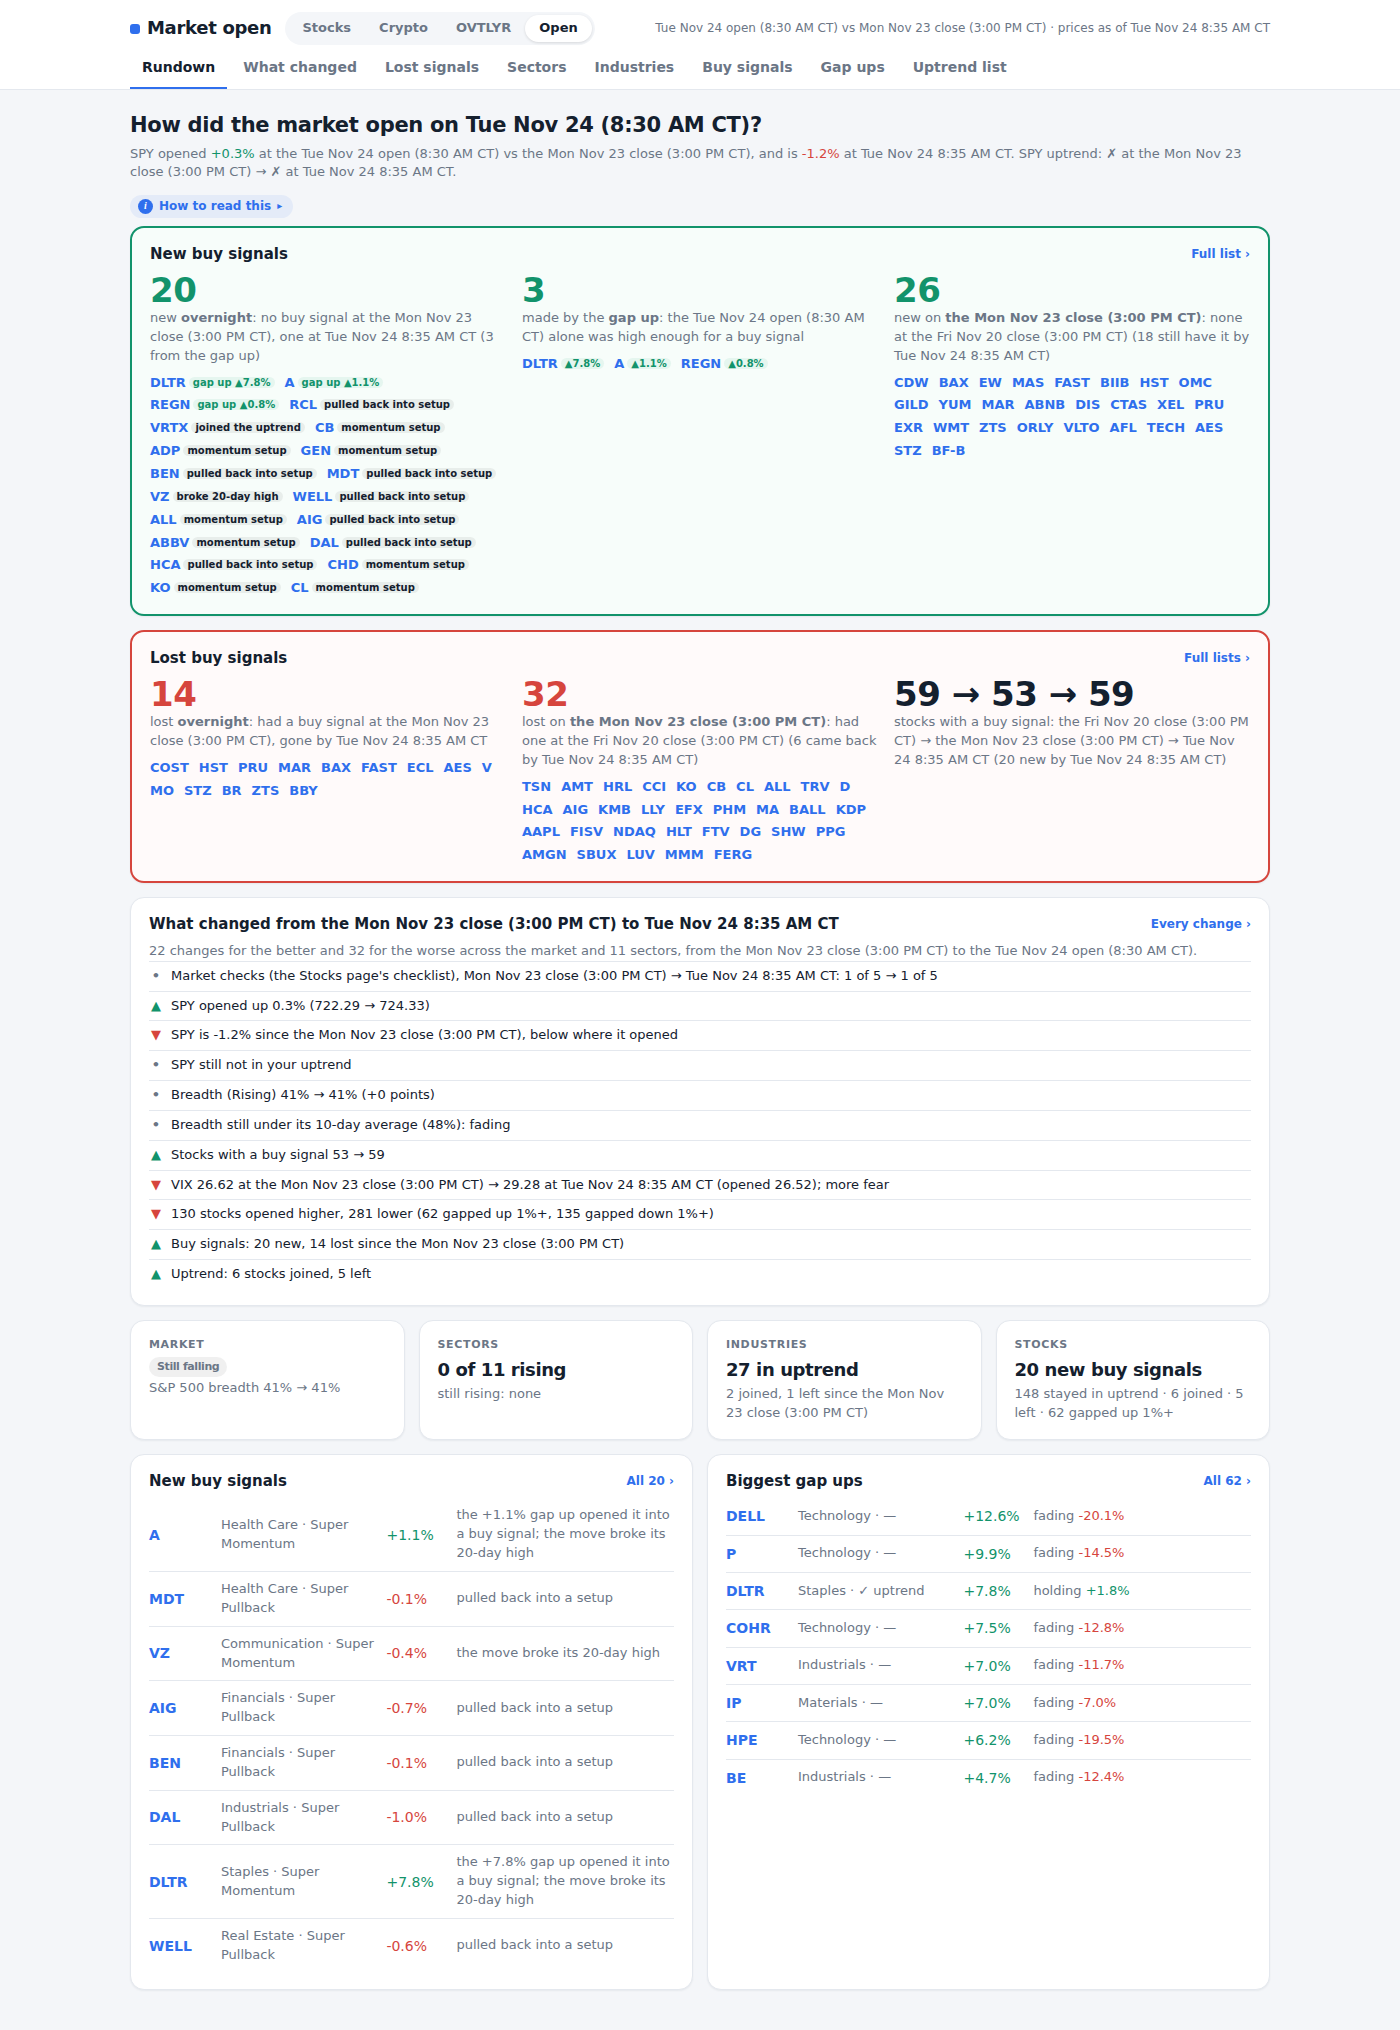 Market open
Stocks Crypto OVTLYR Open
Tue Nov 24 open (8:30 AM CT) vs Mon Nov 23 close (3:00 PM CT) · prices as of Tue Nov 24 8:35 AM CT
Rundown What changed Lost signals Sectors Industries Buy signals Gap ups Uptrend list
How did the market open on Tue Nov 24 (8:30 AM CT)?
SPY opened +0.3% at the Tue Nov 24 open (8:30 AM CT) vs the Mon Nov 23 close (3:00 PM CT), and is -1.2% at Tue Nov 24 8:35 AM CT. SPY uptrend: ✗ at the Mon Nov 23
close (3:00 PM CT) → ✗ at Tue Nov 24 8:35 AM CT.
i How to read this ▸
New buy signals
Full list ›
20
new overnight: no buy signal at the Mon Nov 23
close (3:00 PM CT), one at Tue Nov 24 8:35 AM CT (3
from the gap up)
DLTR gap up ▲7.8% A gap up ▲1.1%
REGN gap up ▲0.8% RCL pulled back into setup
VRTX joined the uptrend CB momentum setup
ADP momentum setup GEN momentum setup
BEN pulled back into setup MDT pulled back into setup
VZ broke 20-day high WELL pulled back into setup
ALL momentum setup AIG pulled back into setup
ABBV momentum setup DAL pulled back into setup
HCA pulled back into setup CHD momentum setup
KO momentum setup CL momentum setup
3
made by the gap up: the Tue Nov 24 open (8:30 AM
CT) alone was high enough for a buy signal
DLTR ▲7.8% A ▲1.1% REGN ▲0.8%
26
new on the Mon Nov 23 close (3:00 PM CT): none
at the Fri Nov 20 close (3:00 PM CT) (18 still have it by
Tue Nov 24 8:35 AM CT)
CDW BAX EW MAS FAST BIIB HST OMC
GILD YUM MAR ABNB DIS CTAS XEL PRU
EXR WMT ZTS ORLY VLTO AFL TECH AES
STZ BF-B
Lost buy signals
Full lists ›
14
lost overnight: had a buy signal at the Mon Nov 23
close (3:00 PM CT), gone by Tue Nov 24 8:35 AM CT
COST HST PRU MAR BAX FAST ECL AES V
MO STZ BR ZTS BBY
32
lost on the Mon Nov 23 close (3:00 PM CT): had
one at the Fri Nov 20 close (3:00 PM CT) (6 came back
by Tue Nov 24 8:35 AM CT)
TSN AMT HRL CCI KO CB CL ALL TRV D
HCA AIG KMB LLY EFX PHM MA BALL KDP
AAPL FISV NDAQ HLT FTV DG SHW PPG
AMGN SBUX LUV MMM FERG
59 → 53 → 59
stocks with a buy signal: the Fri Nov 20 close (3:00 PM
CT) → the Mon Nov 23 close (3:00 PM CT) → Tue Nov
24 8:35 AM CT (20 new by Tue Nov 24 8:35 AM CT)
What changed from the Mon Nov 23 close (3:00 PM CT) to Tue Nov 24 8:35 AM CT
Every change ›
22 changes for the better and 32 for the worse across the market and 11 sectors, from the Mon Nov 23 close (3:00 PM CT) to the Tue Nov 24 open (8:30 AM CT).
• Market checks (the Stocks page's checklist), Mon Nov 23 close (3:00 PM CT) → Tue Nov 24 8:35 AM CT: 1 of 5 → 1 of 5
▲ SPY opened up 0.3% (722.29 → 724.33)
▼ SPY is -1.2% since the Mon Nov 23 close (3:00 PM CT), below where it opened
• SPY still not in your uptrend
• Breadth (Rising) 41% → 41% (+0 points)
• Breadth still under its 10-day average (48%): fading
▲ Stocks with a buy signal 53 → 59
▼ VIX 26.62 at the Mon Nov 23 close (3:00 PM CT) → 29.28 at Tue Nov 24 8:35 AM CT (opened 26.52); more fear
▼ 130 stocks opened higher, 281 lower (62 gapped up 1%+, 135 gapped down 1%+)
▲ Buy signals: 20 new, 14 lost since the Mon Nov 23 close (3:00 PM CT)
▲ Uptrend: 6 stocks joined, 5 left
MARKET
Still falling
S&P 500 breadth 41% → 41%
SECTORS
0 of 11 rising
still rising: none
INDUSTRIES
27 in uptrend
2 joined, 1 left since the Mon Nov
23 close (3:00 PM CT)
STOCKS
20 new buy signals
148 stayed in uptrend · 6 joined · 5
left · 62 gapped up 1%+
New buy signals
All 20 ›
A Health Care · Super Momentum +1.1% the +1.1% gap up opened it into a buy signal; the move broke its 20-day high
MDT Health Care · Super Pullback -0.1% pulled back into a setup
VZ Communication · Super Momentum -0.4% the move broke its 20-day high
AIG Financials · Super Pullback -0.7% pulled back into a setup
BEN Financials · Super Pullback -0.1% pulled back into a setup
DAL Industrials · Super Pullback -1.0% pulled back into a setup
DLTR Staples · Super Momentum +7.8% the +7.8% gap up opened it into a buy signal; the move broke its 20-day high
WELL Real Estate · Super Pullback -0.6% pulled back into a setup
Biggest gap ups
All 62 ›
DELL Technology · — +12.6% fading -20.1%
P Technology · — +9.9% fading -14.5%
DLTR Staples · ✓ uptrend +7.8% holding +1.8%
COHR Technology · — +7.5% fading -12.8%
VRT Industrials · — +7.0% fading -11.7%
IP Materials · — +7.0% fading -7.0%
HPE Technology · — +6.2% fading -19.5%
BE Industrials · — +4.7% fading -12.4%